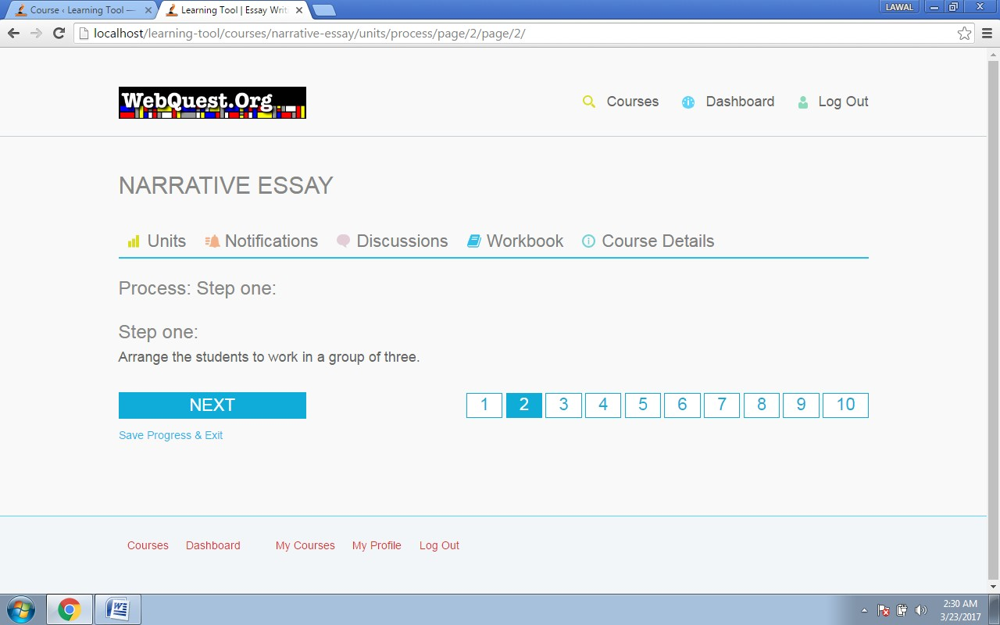 Course ‹ Learning Tool —
Learning Tool | Essay Writ
LAWAL
localhost/learning-tool/courses/narrative-essay/units/process/page/2/page/2/
WebQuest.Org
Courses
Dashboard
Log Out
NARRATIVE ESSAY
Units
Notifications
Discussions
Workbook
Course Details
Process: Step one:
Step one:
Arrange the students to work in a group of three.
NEXT
1 2 3 4 5 6 7 8 9 10
Save Progress & Exit
Courses
Dashboard
My Courses
My Profile
Log Out
2:30 AM
3/23/2017